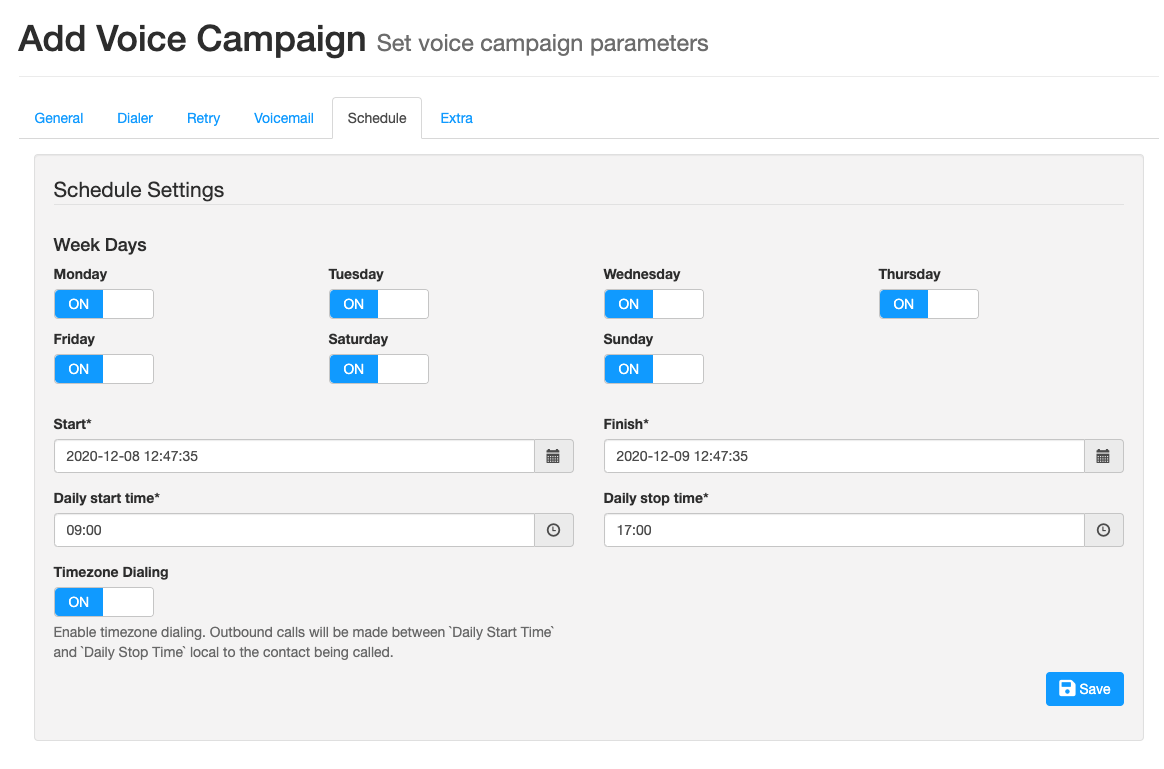 Add Voice Campaign Set voice campaign parameters
General Dialer Retry Voicemail Schedule Extra
Schedule Settings
Week Days
Monday Tuesday Wednesday Thursday
ON ON ON ON
Friday Saturday Sunday
ON ON ON
Start* Finish*
2020-12-08 12:47:35 2020-12-09 12:47:35
Daily start time* Daily stop time*
09:00 17:00
Timezone Dialing
ON
Enable timezone dialing. Outbound calls will be made between `Daily Start Time`
and `Daily Stop Time` local to the contact being called.
Save